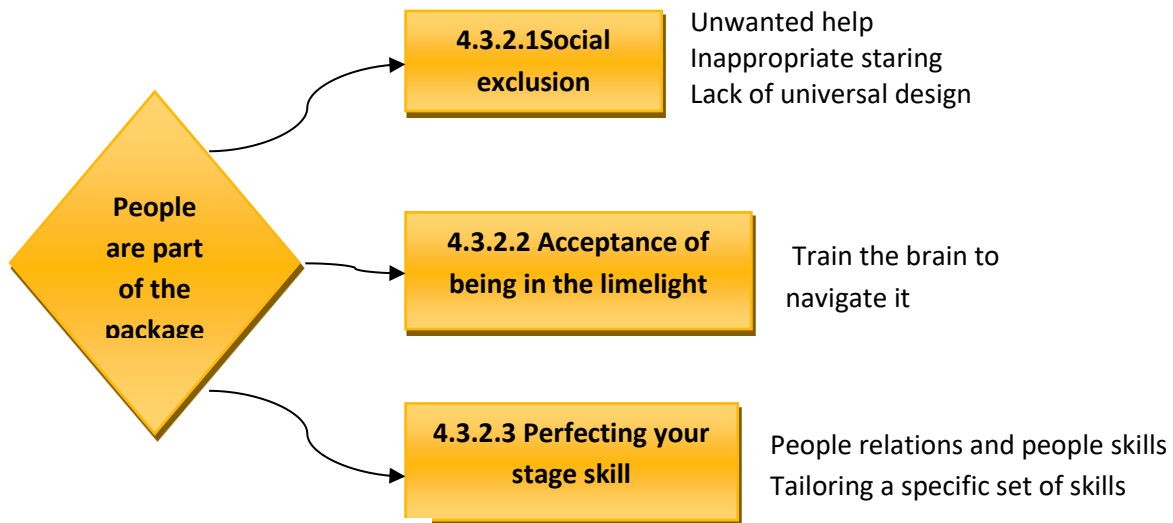 People
are part
of the
package
4.3.2.1Social
exclusion
Unwanted help
Inappropriate staring
Lack of universal design
4.3.2.2 Acceptance of
being in the limelight
Train the brain to
navigate it
4.3.2.3 Perfecting your
stage skill
People relations and people skills
Tailoring a specific set of skills